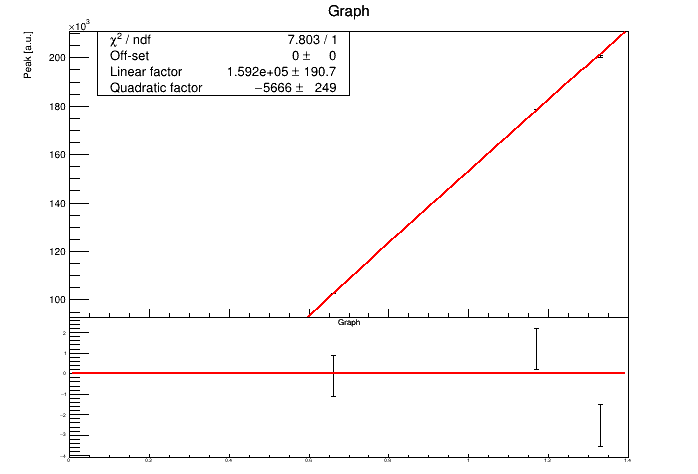 Graph
×10³
Peak [a.u.]
χ² / ndf 7.803 / 1
Off-set 0 ± 0
Linear factor 1.592e+05 ± 190.7
Quadratic factor −5666 ± 249
200
180
160
140
120
100
Graph
2
1
0
−1
−2
−3
−4
0 0.2 0.4 0.6 0.8 1 1.2 1.4